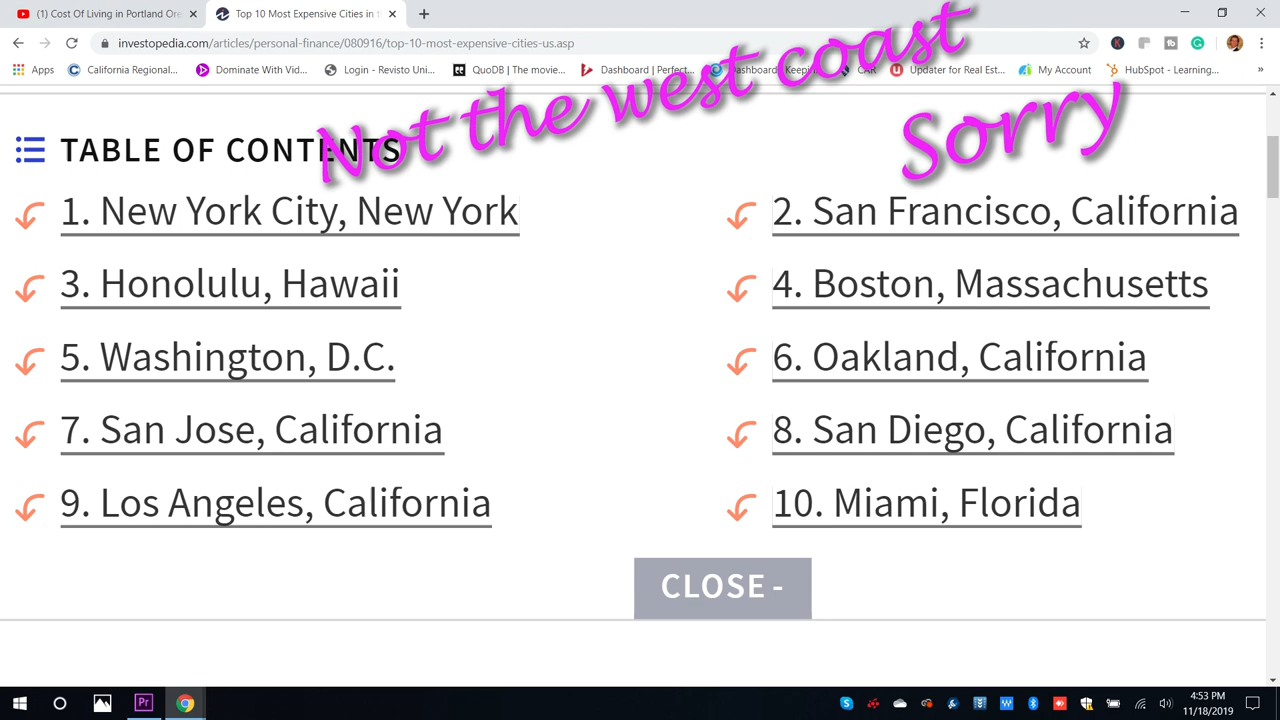 (1) Cost Of Living in Portland Ore
Top 10 Most Expensive Cities in t
investopedia.com/ /personal-finance/080916/top-10-most-expensive-cities-us.asp
Apps
via Regional...
Donate With Vid...
Login - Revisto Uni...
QuoDB | The movie...
Dashboard | Perfect...
Dashboard | Keepin
CAR
Updater for Real Est...
My Account
HubSpot - Learning...
»
Not the west coast
Sorry
TABLE OF CONTENTS
1. New York City, New York
2. San Francisco, California
3. Honolulu, Hawaii
4. Boston, Massachusetts
5. Washington, D.C.
6. Oakland, California
7. San Jose, California
8. San Diego, California
9. Los Angeles, California
10. Miami, Florida
CLOSE -
Pr
4:53 PM
11/18/2019